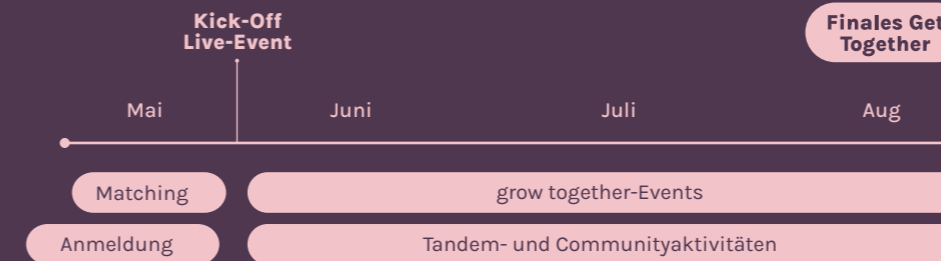 Kick-Off
Live-Event
Finales Get
Together
Mai
Juni
Juli
Aug
Matching
grow together-Events
Anmeldung
Tandem- und Communityaktivitäten